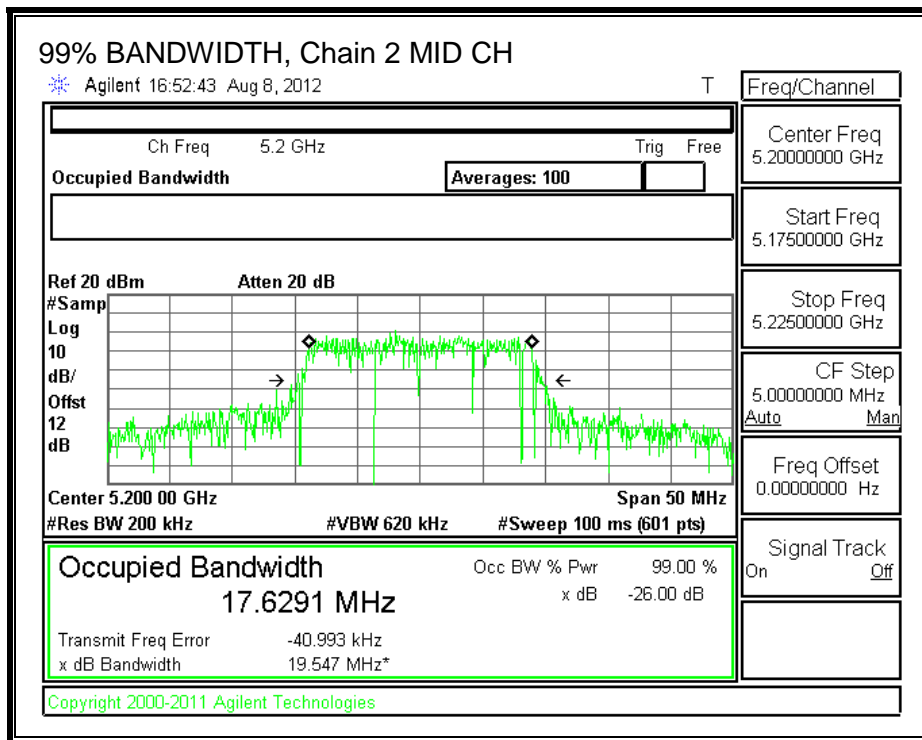 99% BANDWIDTH, Chain 2 MID CH
Agilent 16:52:43 Aug 8, 2012 T
Freq/Channel
Ch Freq 5.2 GHz Trig Free
Occupied Bandwidth Averages: 100
Center Freq
5.20000000 GHz
Start Freq
5.17500000 GHz
Stop Freq
5.22500000 GHz
CF Step
5.00000000 MHz
Auto Man
Freq Offset
0.00000000 Hz
Signal Track
On Off
Ref 20 dBm Atten 20 dB
#Samp
Log
10
dB/
Offst
12
dB
Center 5.200 00 GHz Span 50 MHz
#Res BW 200 kHz #VBW 620 kHz #Sweep 100 ms (601 pts)
Occupied Bandwidth Occ BW % Pwr 99.00 %
17.6291 MHz x dB -26.00 dB
Transmit Freq Error -40.993 kHz
x dB Bandwidth 19.547 MHz*
Copyright 2000-2011 Agilent Technologies